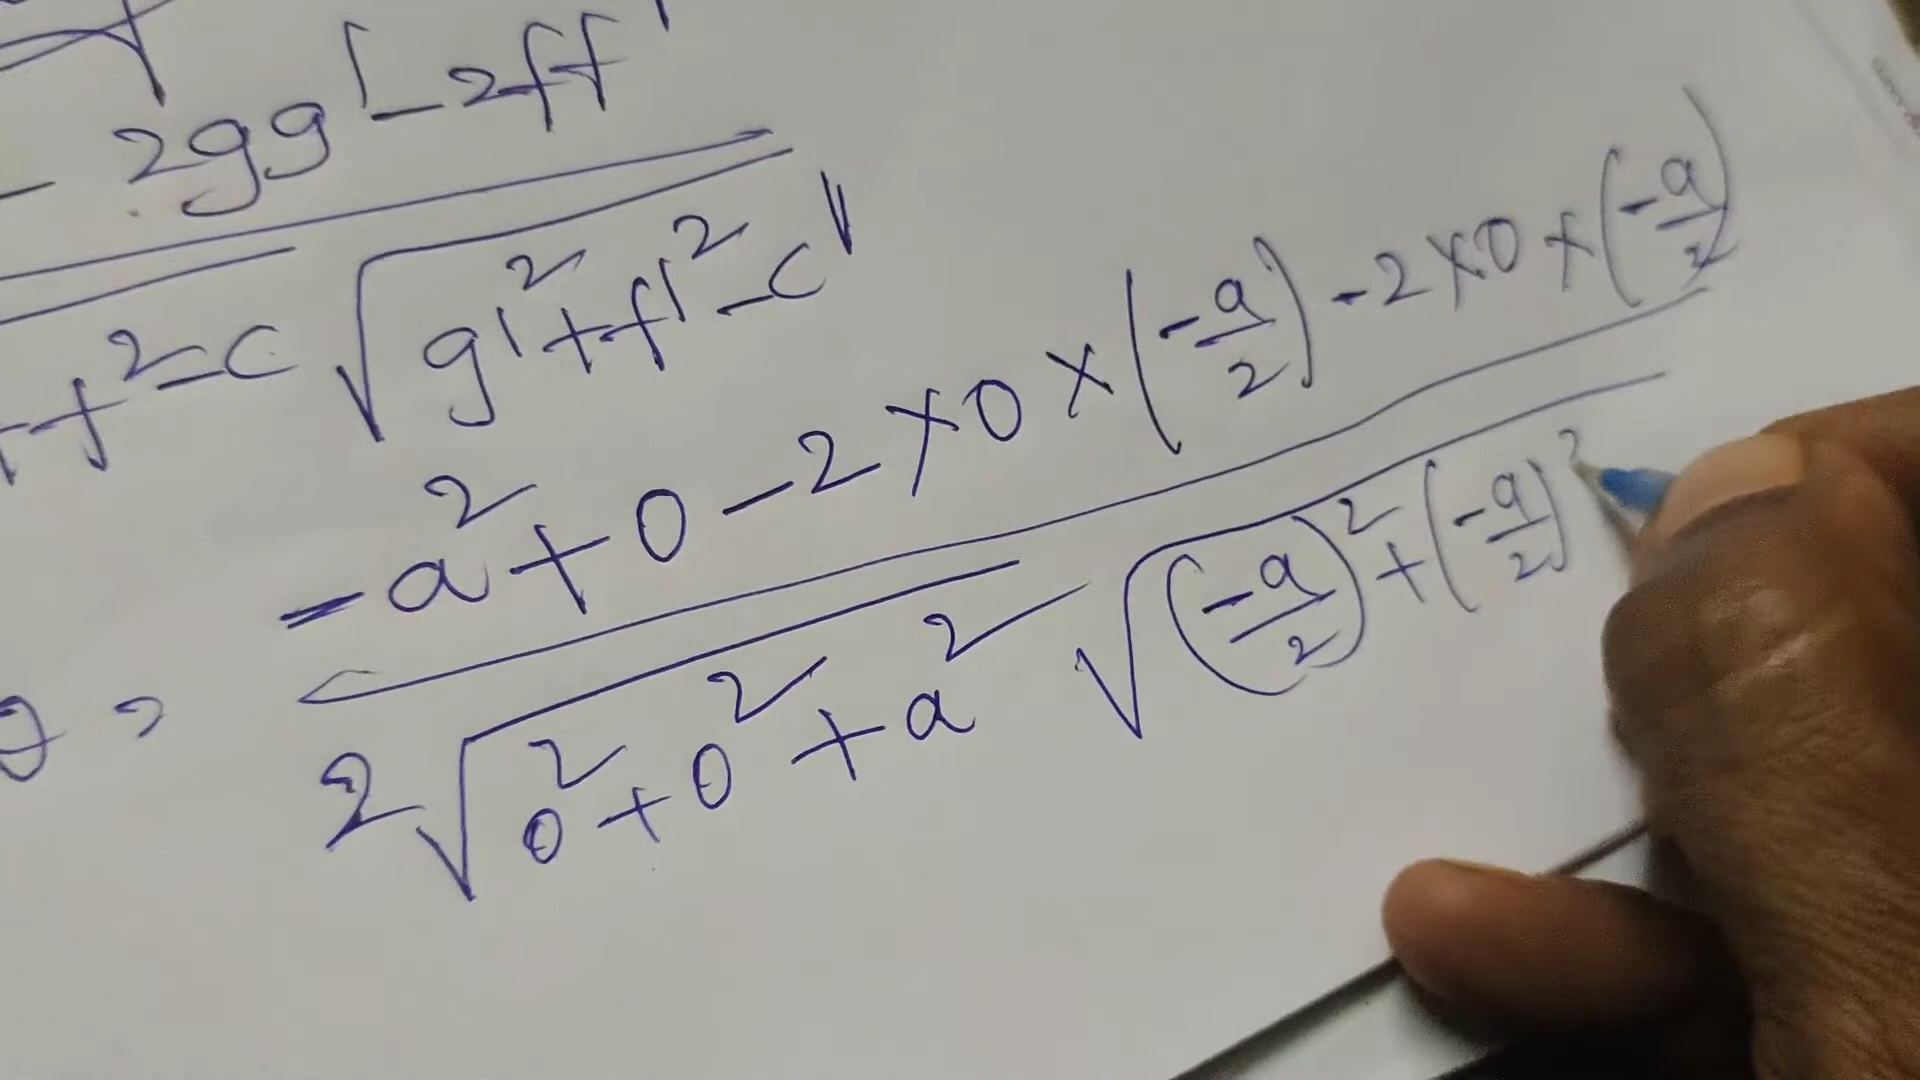 - 2gg' - 2ff'
+ f² - c √ g'² + f'² - c'
- a² + 0 - 2 × 0 × (-a/2) - 2 × 0 × (-a/2)
2 √ 0² + 0² + a² √ (-a/2)² + (-a/2)²